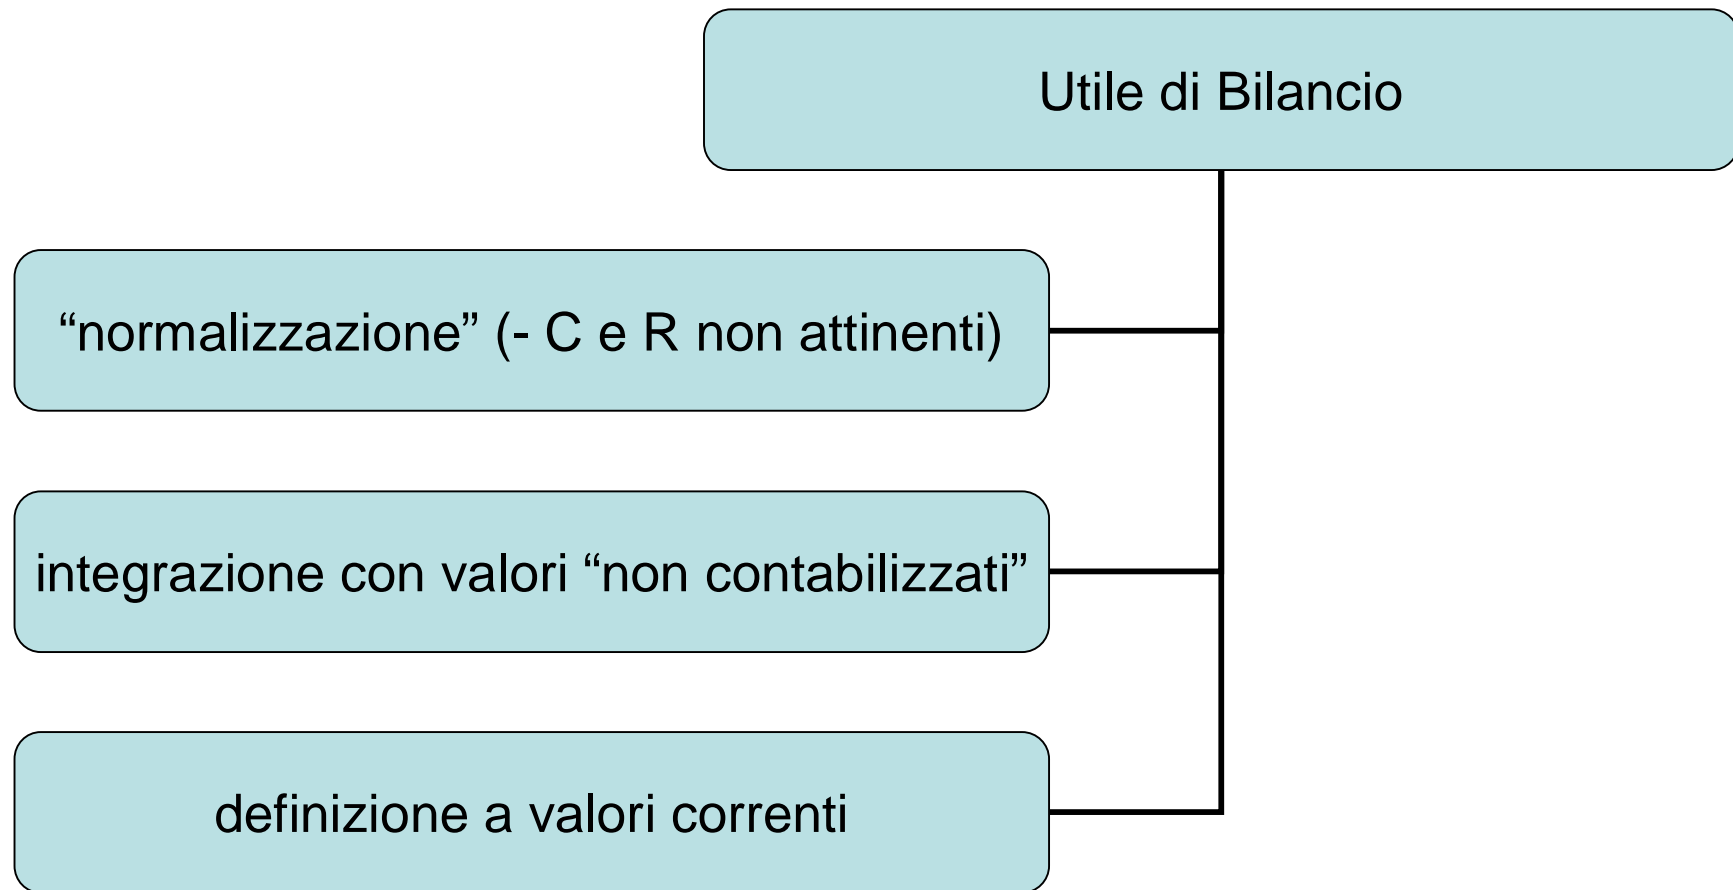 Utile di Bilancio
“normalizzazione” (- C e R non attinenti)
integrazione con valori “non contabilizzati”
definizione a valori correnti